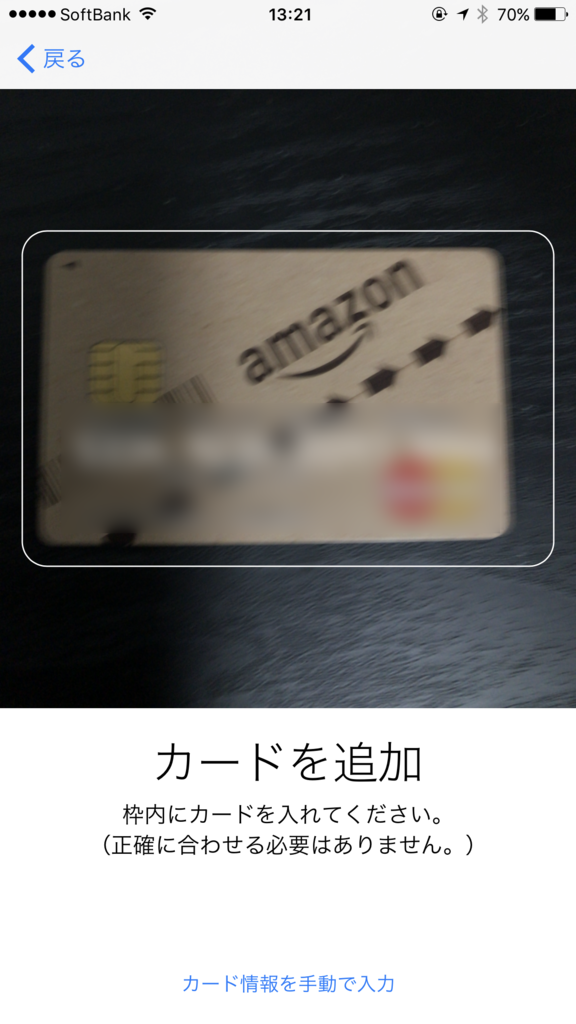 SoftBank 13:21 70%
戻る
amazon
カードを追加
枠内にカードを入れてください。
（正確に合わせる必要はありません。）
カード情報を手動で入力